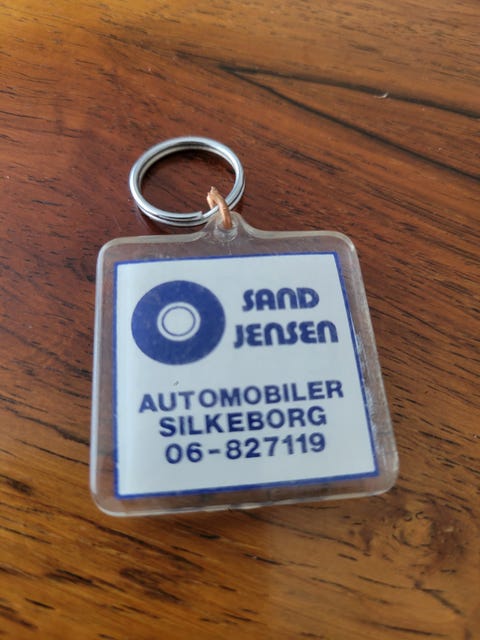 SAND
JENSEN
AUTOMOBILER
SILKEBORG
06-827119